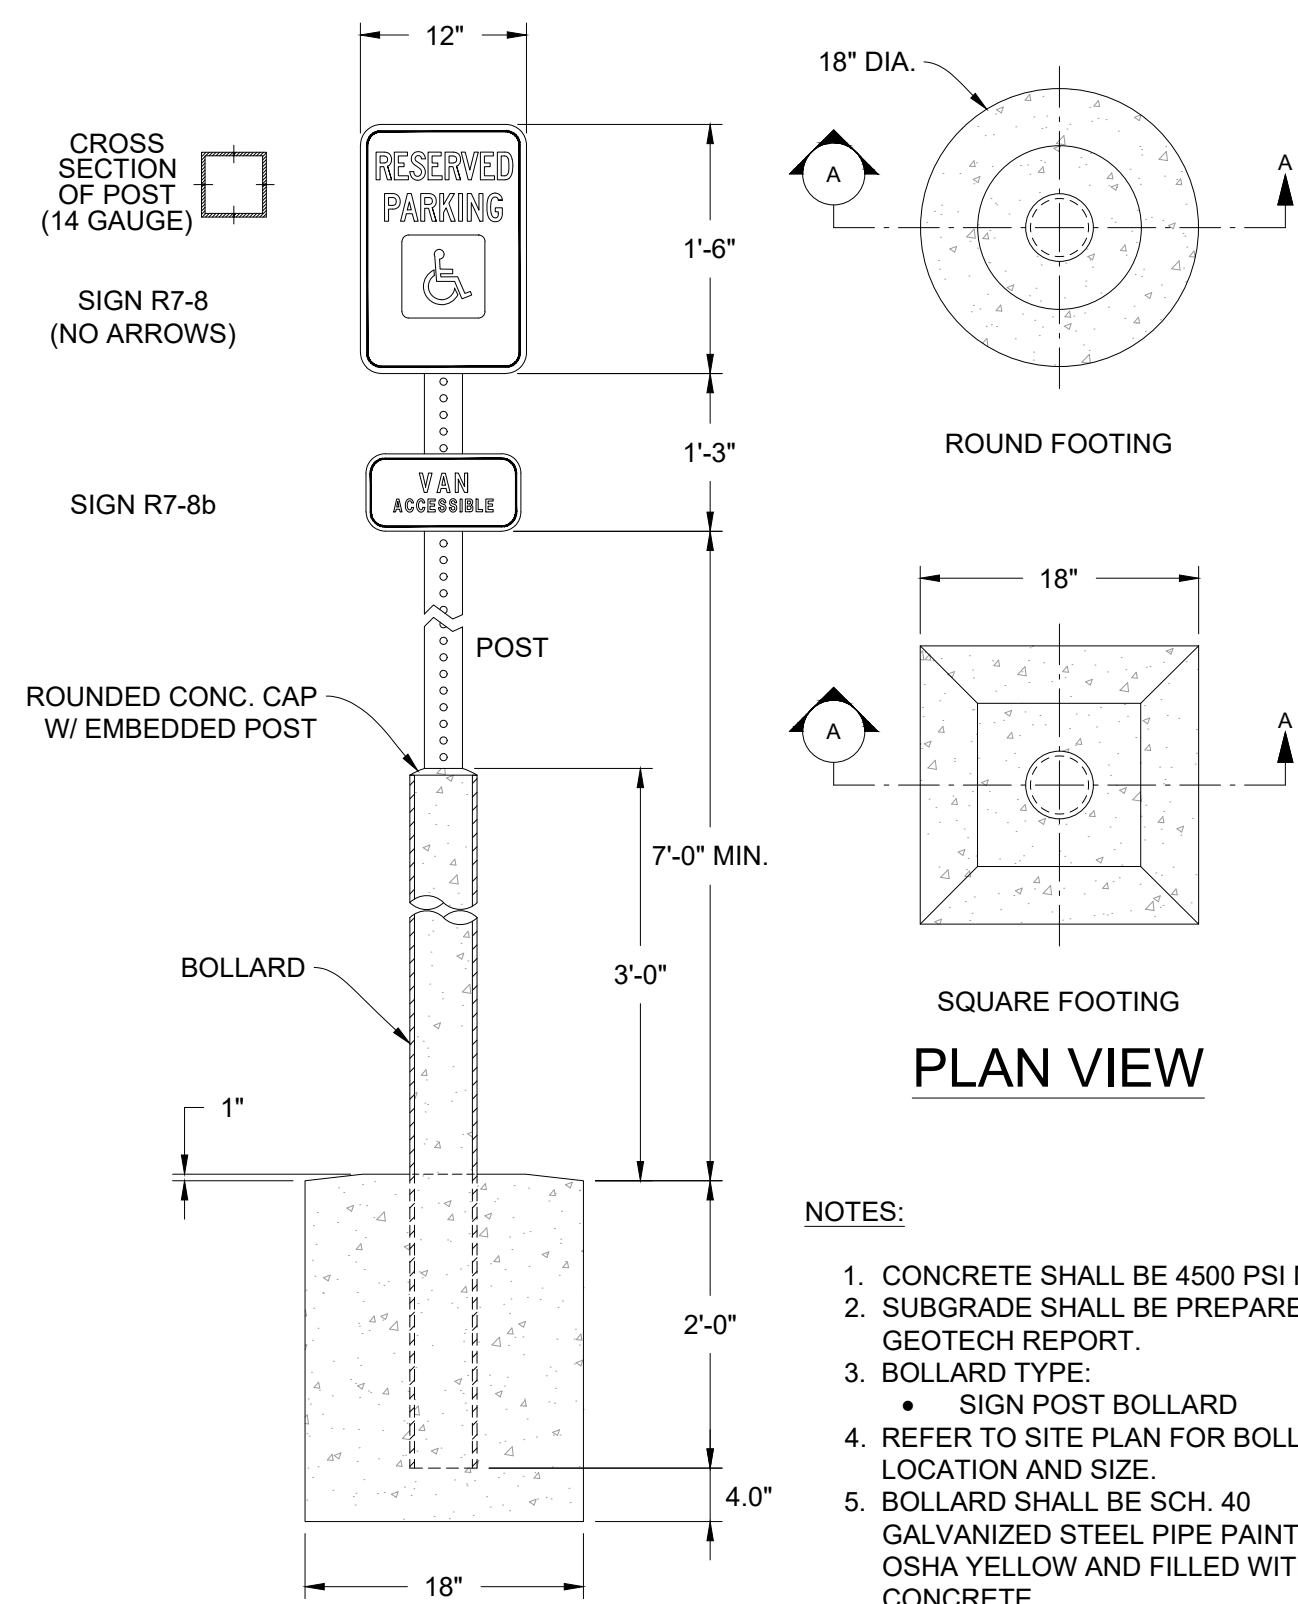 12"
CROSS
SECTION
OF POST
(14 GAUGE)
SIGN R7-8
(NO ARROWS)
RESERVED
PARKING
1'-6"
SIGN R7-8b
VAN
ACCESSIBLE
1'-3"
POST
ROUNDED CONC. CAP
W/ EMBEDDED POST
7'-0" MIN.
BOLLARD
3'-0"
1"
2'-0"
4.0"
18"
18" DIA.
A
A
ROUND FOOTING
18"
A
A
SQUARE FOOTING
PLAN VIEW
NOTES:
1. CONCRETE SHALL BE 4500 PSI
2. SUBGRADE SHALL BE PREPARE
GEOTECH REPORT.
3. BOLLARD TYPE:
• SIGN POST BOLLARD
4. REFER TO SITE PLAN FOR BOLL
LOCATION AND SIZE.
5. BOLLARD SHALL BE SCH. 40
GALVANIZED STEEL PIPE PAINT
OSHA YELLOW AND FILLED WIT
CONCRETE